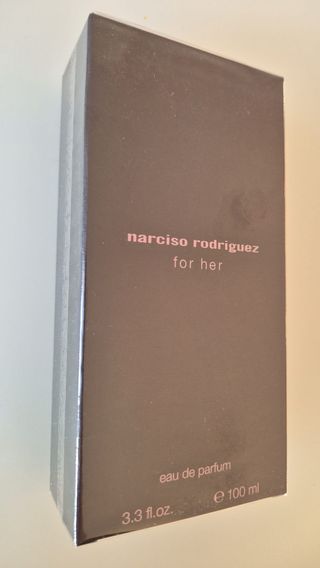 narciso rodriguez
for her
eau de parfum
3.3 fl.oz. ℮ 100 ml